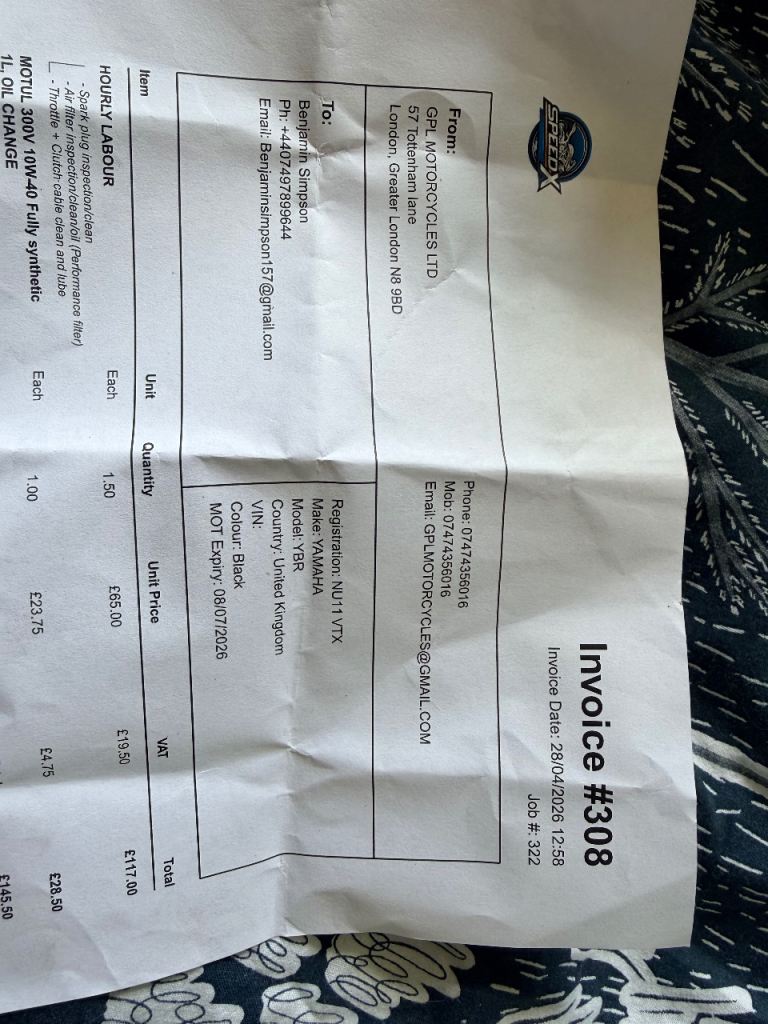 SPEEDX
Invoice #308
Invoice Date: 28/04/2026 12:58
Job #: 322
From:
GPL MOTORCYCLES LTD
57 Tottenham lane
London, Greater London N8 9BD
Phone: 07474356016
Mob: 07474356016
Email: GPLMOTORCYCLES@GMAIL.COM
To:
Benjamin Simpson
Ph: +4407497899644
Email: Benjaminsimpson157@gmail.com
Registration: NU11 VTX
Make: YAMAHA
Model: YBR
Country: United Kingdom
VIN:
Colour: Black
MOT Expiry: 08/07/2026
Item Unit Quantity Unit Price VAT Total
HOURLY LABOUR Each 1.50 £65.00 £19.50 £117.00
- Spark plug inspection/clean
- Air filter inspection/clean/oil (Performance filter)
- Throttle + Clutch cable clean and lube
MOTUL 300V 10W-40 Fully synthetic Each 1.00 £23.75 £4.75 £28.50
1L, OIL CHANGE
£145.50